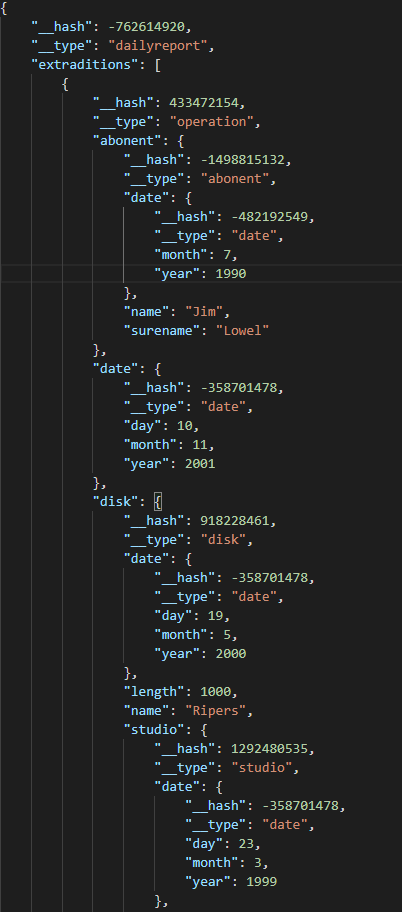 {
    "__hash": -762614920,
    "__type": "dailyreport",
    "extraditions": [
        {
            "__hash": 433472154,
            "__type": "operation",
            "abonent": {
                "__hash": -1498815132,
                "__type": "abonent",
                "date": {
                    "__hash": -482192549,
                    "__type": "date",
                    "month": 7,
                    "year": 1990
                },
                "name": "Jim",
                "surename": "Lowel"
            },
            "date": {
                "__hash": -358701478,
                "__type": "date",
                "day": 10,
                "month": 11,
                "year": 2001
            },
            "disk": {
                "__hash": 918228461,
                "__type": "disk",
                "date": {
                    "__hash": -358701478,
                    "__type": "date",
                    "day": 19,
                    "month": 5,
                    "year": 2000
                },
                "length": 1000,
                "name": "Ripers",
                "studio": {
                    "__hash": 1292480535,
                    "__type": "studio",
                    "date": {
                        "__hash": -358701478,
                        "__type": "date",
                        "day": 23,
                        "month": 3,
                        "year": 1999
                    },